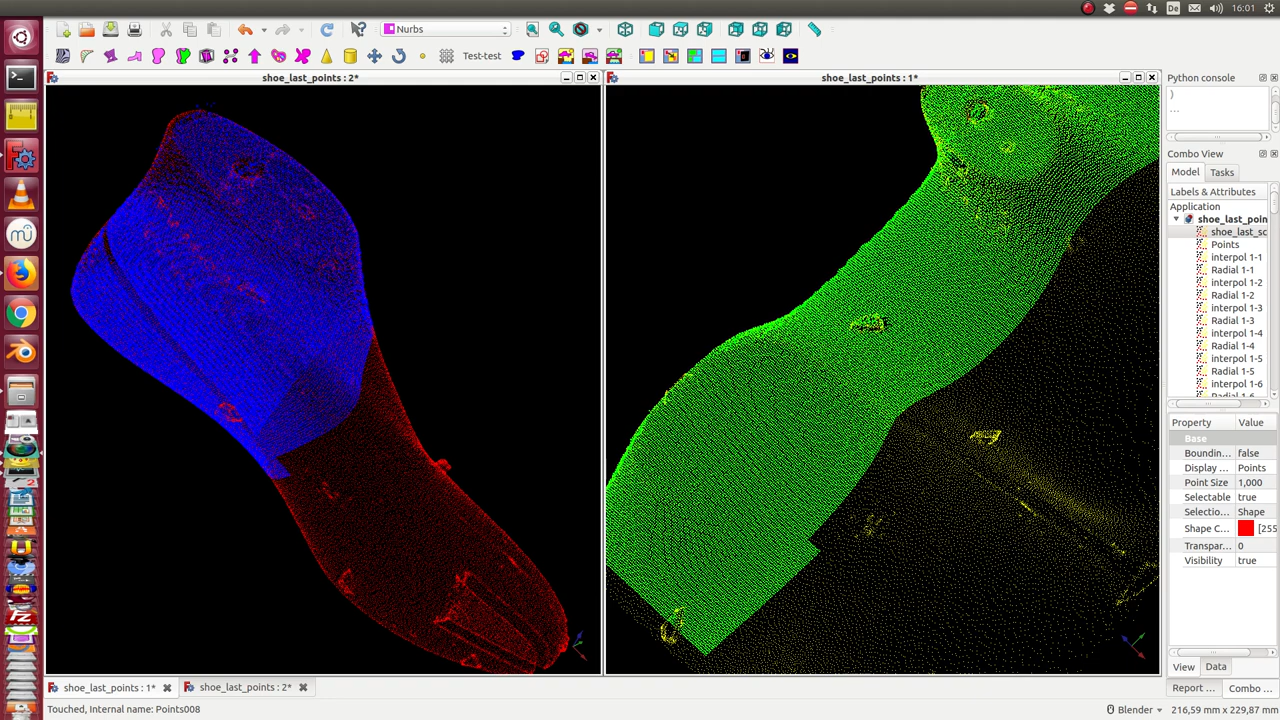 De
16:01
Nurbs
Test-test
shoe_last_points : 2*
shoe_last_points : 1*
Python console
)
...
Combo View
Model
Tasks
Labels & Attributes
Application
shoe_last_poin
shoe_last_sc
Points
interpol 1-1
Radial 1-1
interpol 1-2
Radial 1-2
interpol 1-3
Radial 1-3
interpol 1-4
Radial 1-4
interpol 1-5
Radial 1-5
interpol 1-6
Property Value
Base
Boundin... false
Display ... Points
Point Size 1,000
Selectable true
Selectio... Shape
Shape C... [255
Transpar... 0
Visibility true
View
Data
Report ...
Combo ...
shoe_last_points : 1*
shoe_last_points : 2*
Touched, Internal name: Points008
Blender
216,59 mm x 229,87 mm